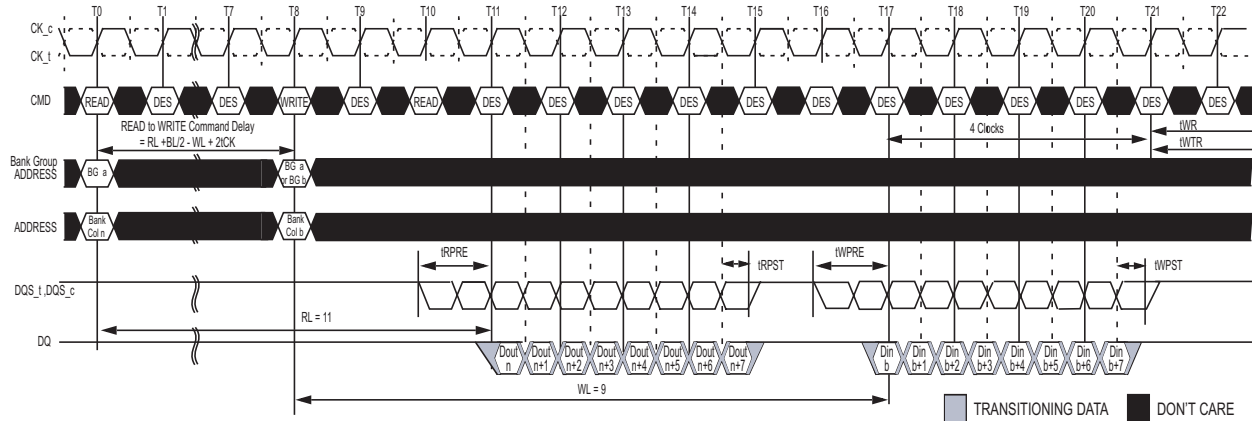 T0 T1 T7 T8 T9 T10 T11 T12 T13 T14 T15 T16 T17 T18 T19 T20 T21 T22
CK_c
CK_t
CMD READ DES DES WRITE DES READ DES DES DES DES DES DES DES DES DES DES DES DES
READ to WRITE Command Delay
= RL +BL/2 - WL + 2tCK
4 Clocks
tWR
tWTR
Bank Group
ADDRESS
BG a
BG a
or BG b
ADDRESS
Bank
Col n
Bank
Col b
tRPRE
tRPST
tWPRE
tWPST
DQS_t ,DQS_c
RL = 11
DQ
Dout
n
Dout
n+1
Dout
n+2
Dout
n+3
Dout
n+4
Dout
n+5
Dout
n+6
Dout
n+7
Din
b
Din
b+1
Din
b+2
Din
b+3
Din
b+4
Din
b+5
Din
b+6
Din
b+7
WL = 9
TRANSITIONING DATA
DON'T CARE